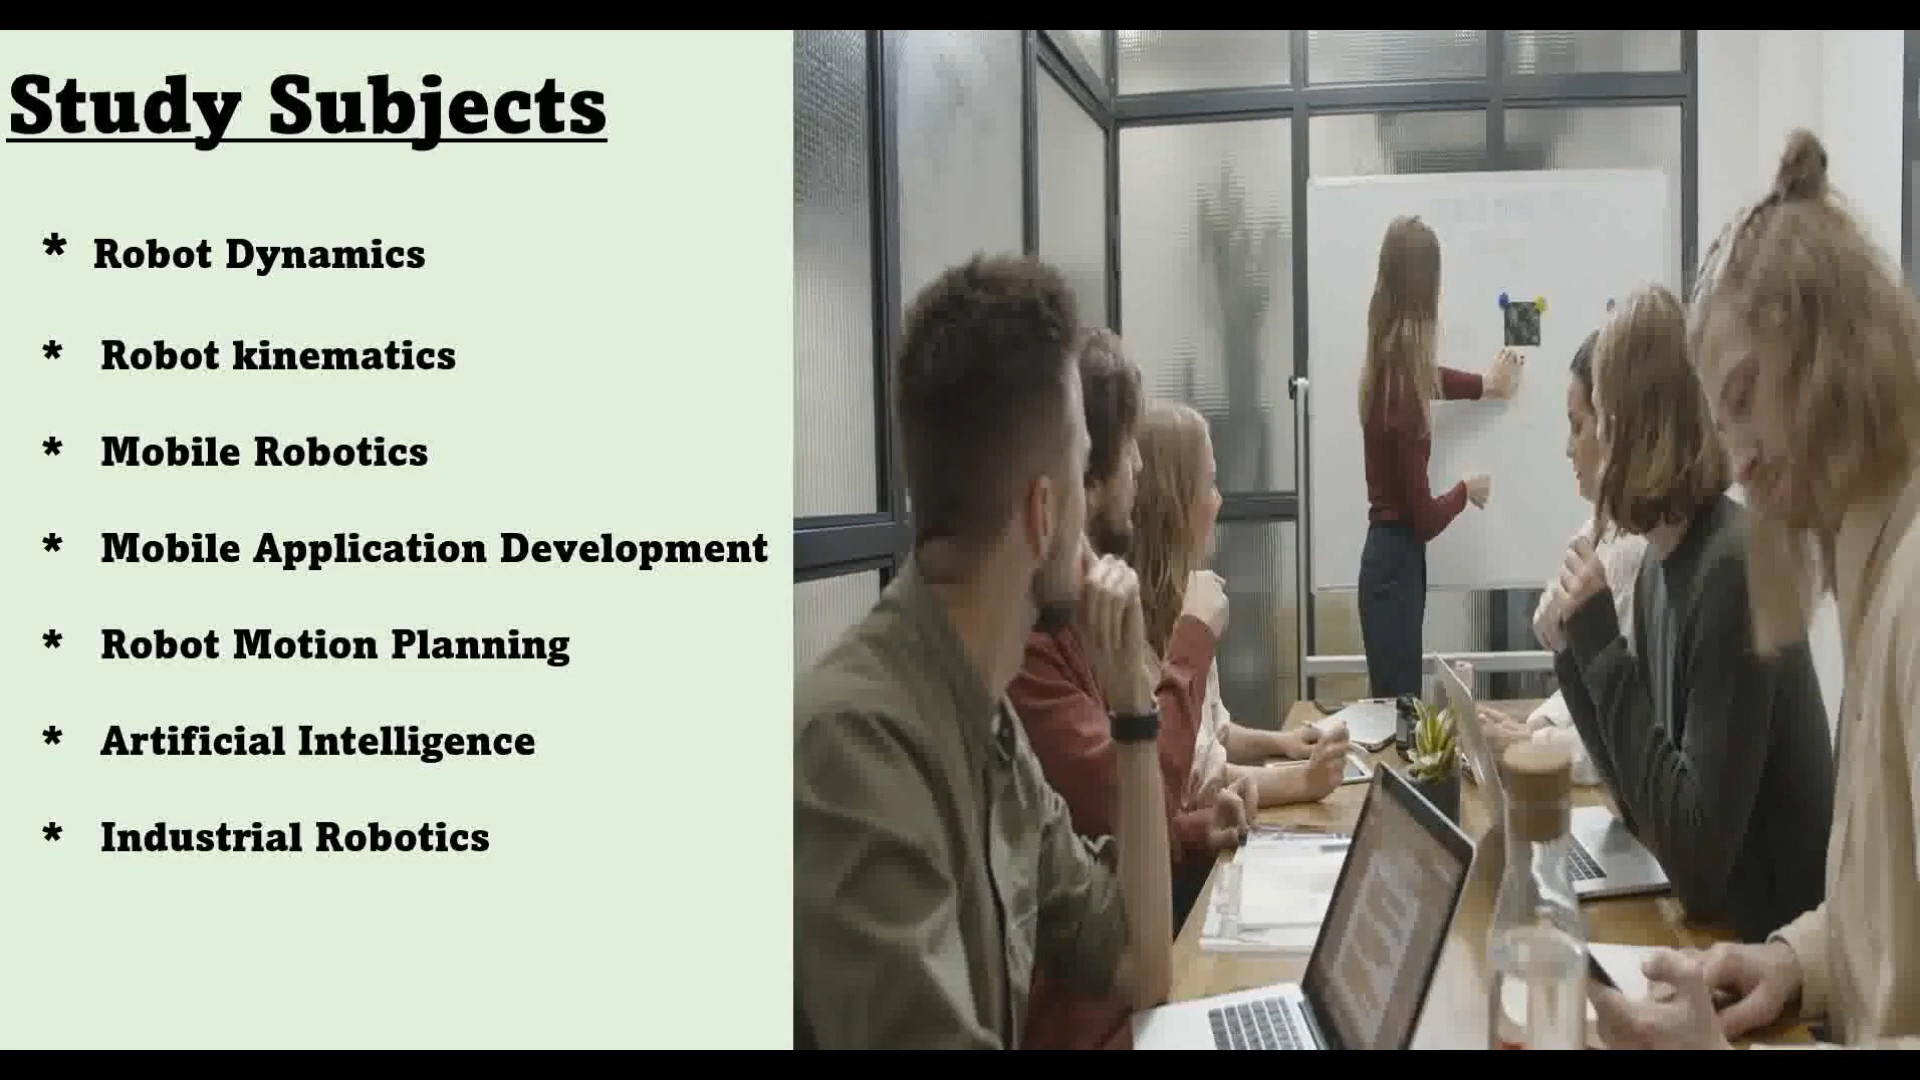 Study Subjects
* Robot Dynamics
* Robot kinematics
* Mobile Robotics
* Mobile Application Development
* Robot Motion Planning
* Artificial Intelligence
* Industrial Robotics